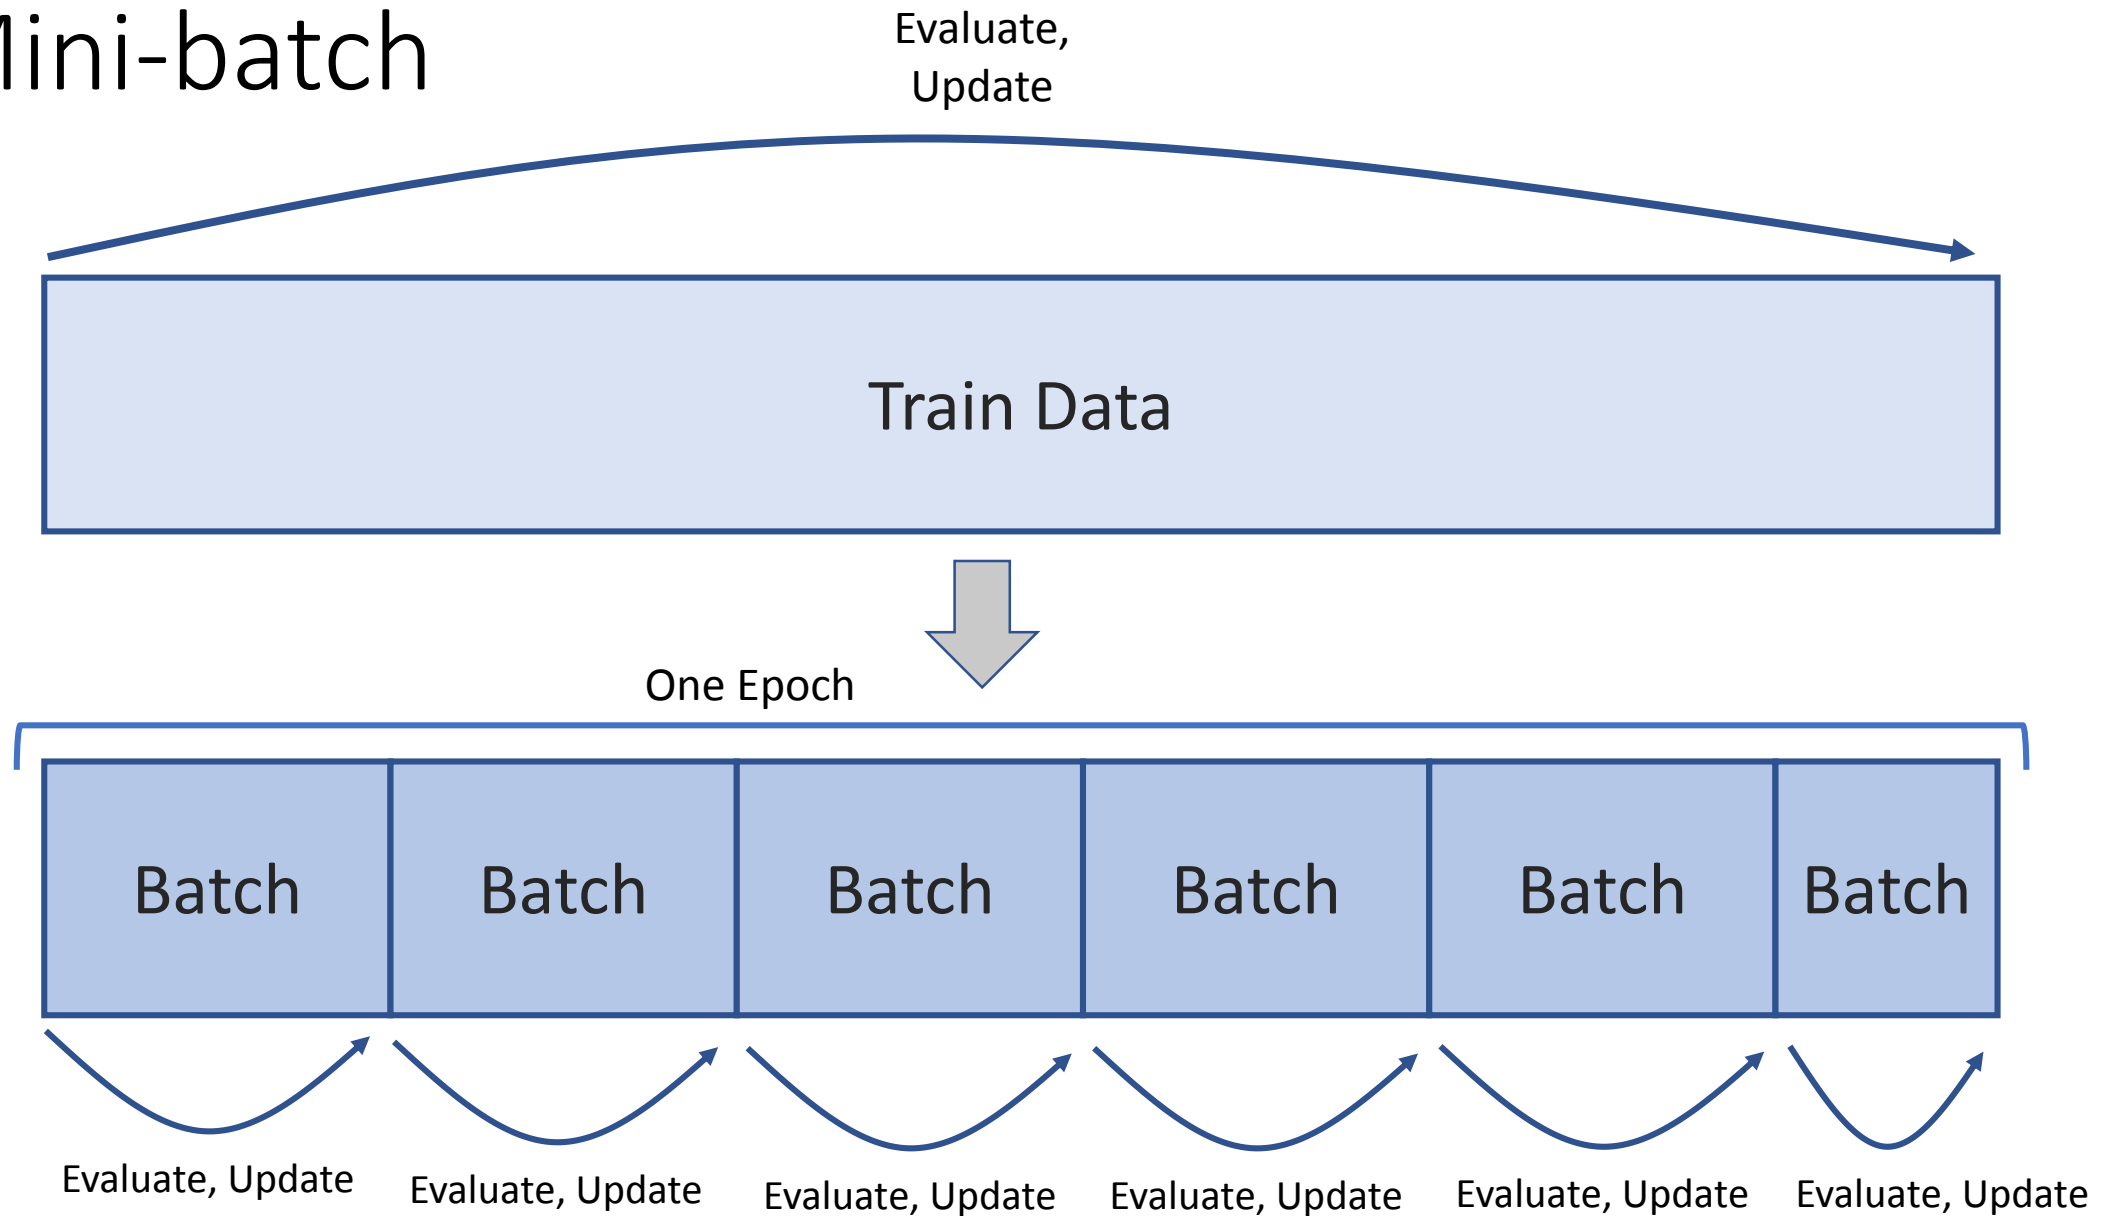 ini-batch
Evaluate,
Update
Train Data
One Epoch
Batch Batch Batch Batch Batch Batch
Evaluate, Update Evaluate, Update Evaluate, Update Evaluate, Update Evaluate, Update Evaluate, Update